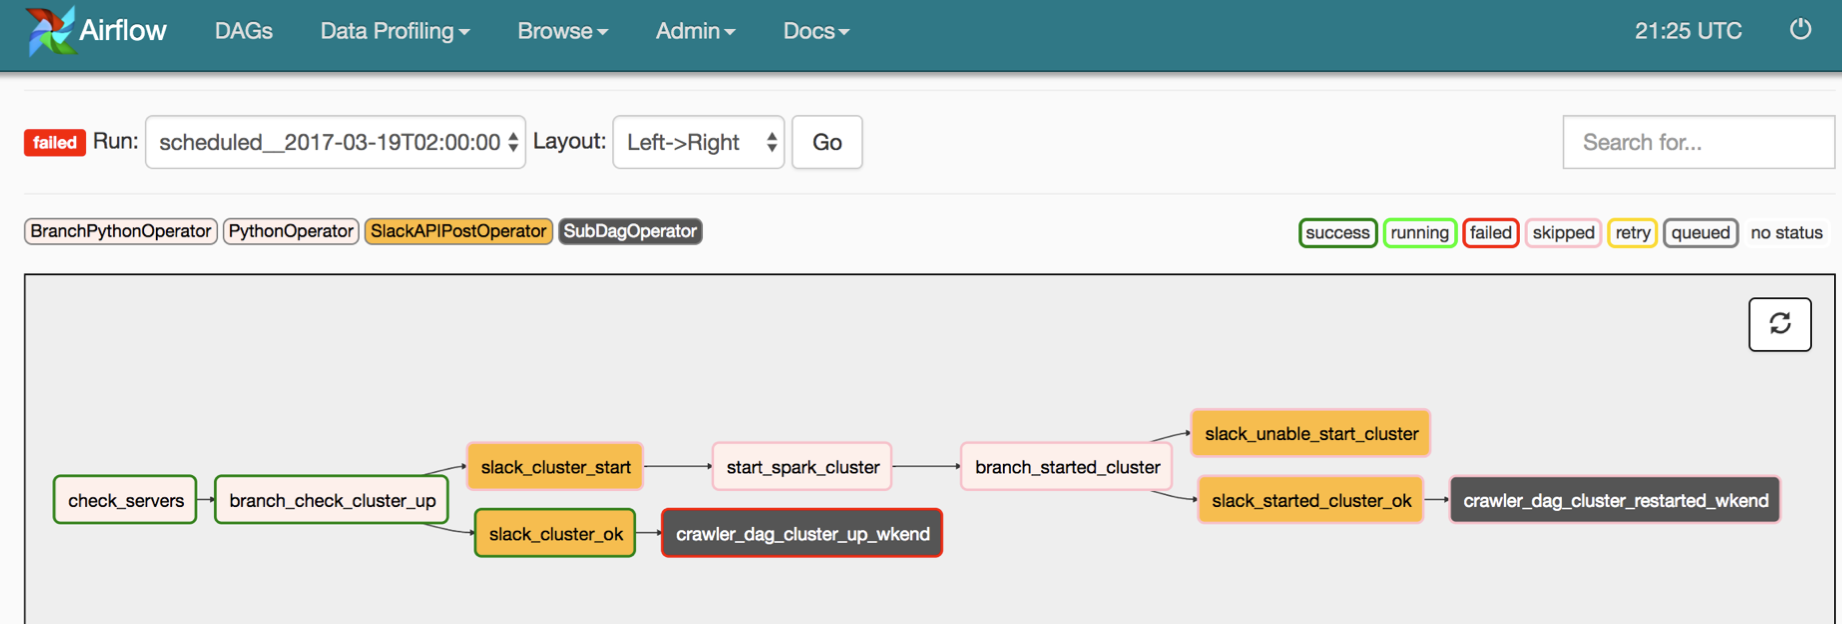 Airflow DAGs Data Profiling Browse Admin Docs 21:25 UTC
failed Run: scheduled__2017-03-19T02:00:00 Layout: Left->Right Go Search for...
BranchPythonOperator PythonOperator SlackAPIPostOperator SubDagOperator success running failed skipped retry queued no status
slack_unable_start_cluster
slack_cluster_start start_spark_cluster branch_started_cluster
check_servers branch_check_cluster_up slack_started_cluster_ok crawler_dag_cluster_restarted_wkend
slack_cluster_ok crawler_dag_cluster_up_wkend